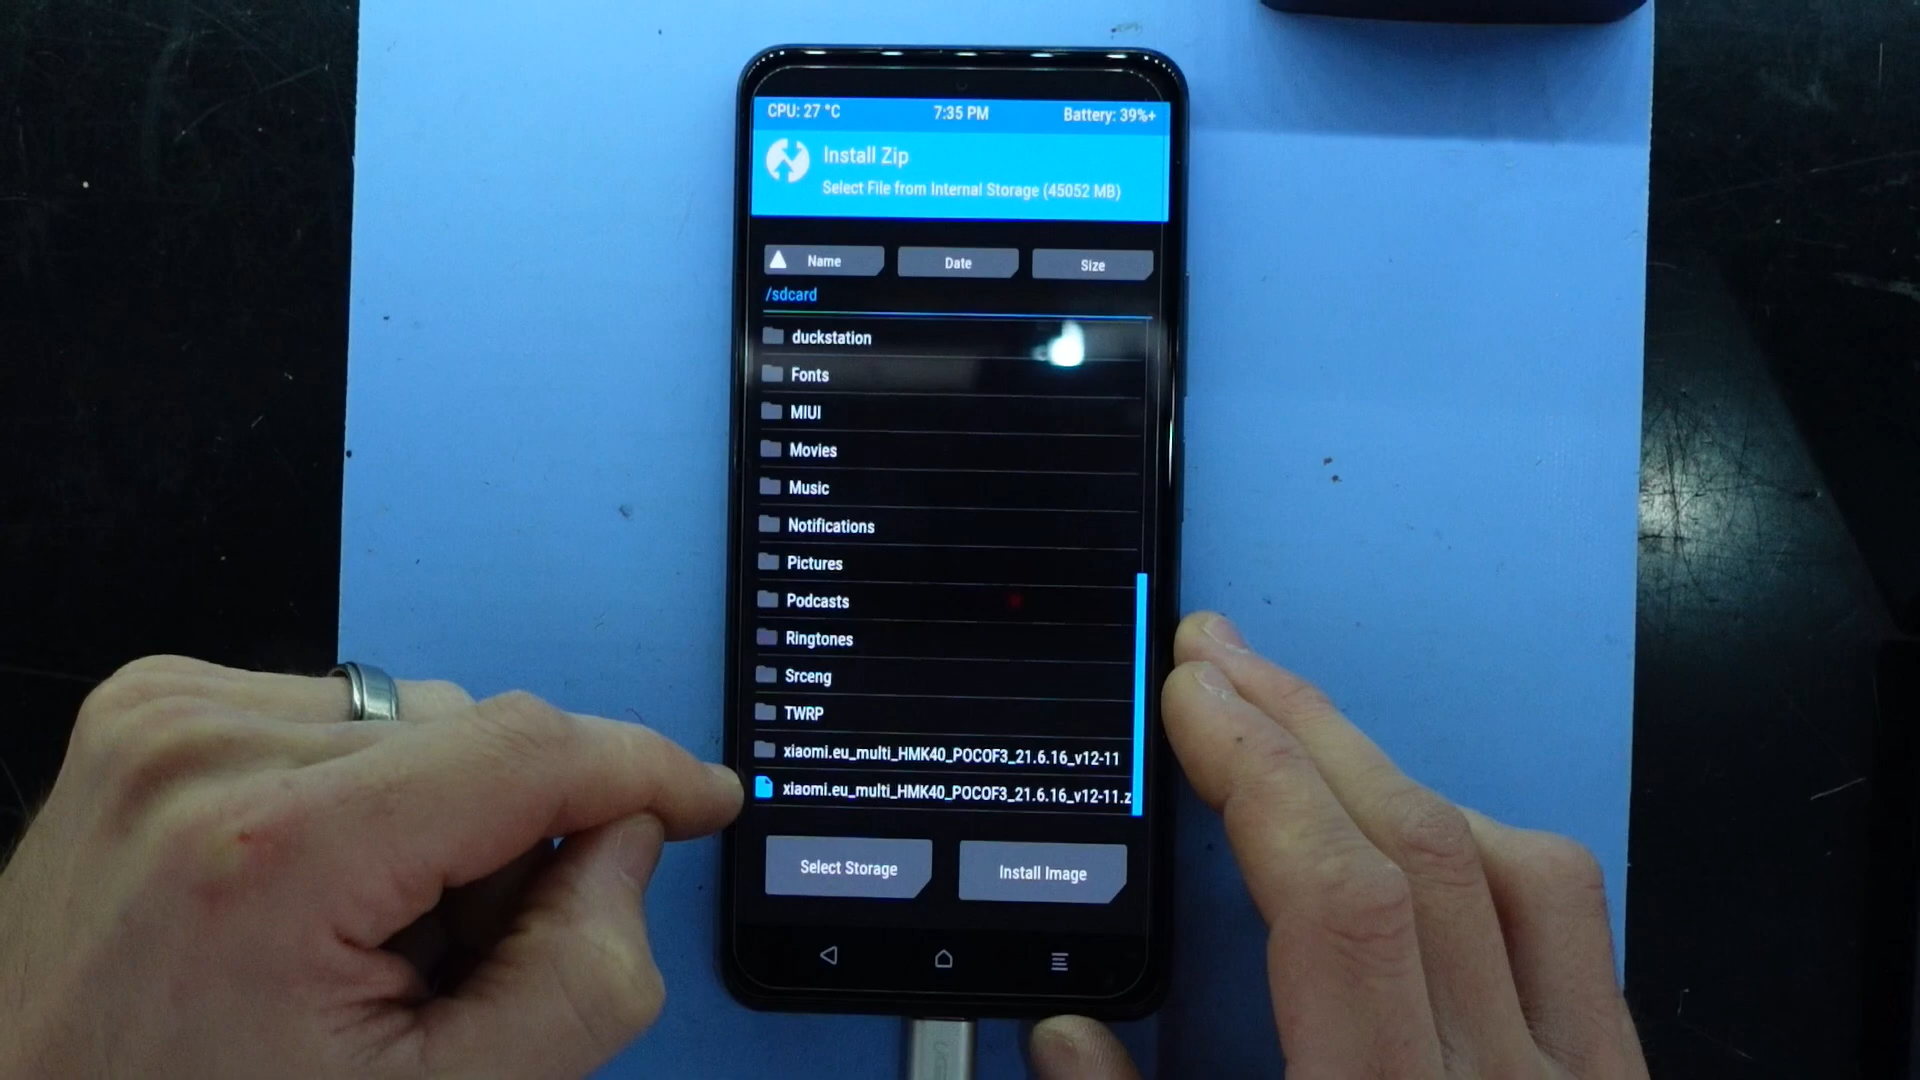 CPU: 27 °C 7:35 PM Battery: 39%+
Install Zip
Select File from Internal Storage (45052 MB)
Name Date Size
/sdcard
duckstation
Fonts
MIUI
Movies
Music
Notifications
Pictures
Podcasts
Ringtones
Srceng
TWRP
xiaomi.eu_multi_HMK40_POCOF3_21.6.16_v12-11
xiaomi.eu_multi_HMK40_POCOF3_21.6.16_v12-11.z
Select Storage Install Image